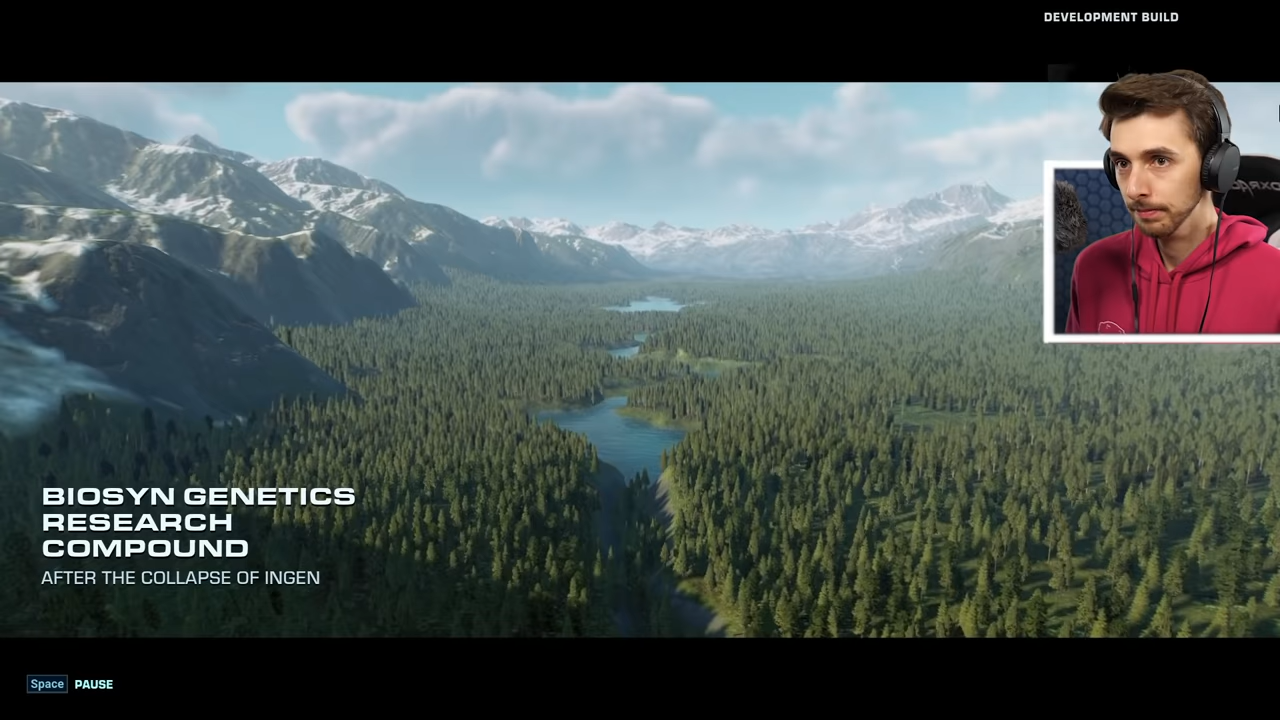 DEVELOPMENT BUILD
BIOSYN GENETICS
RESEARCH
COMPOUND
AFTER THE COLLAPSE OF INGEN
Space PAUSE